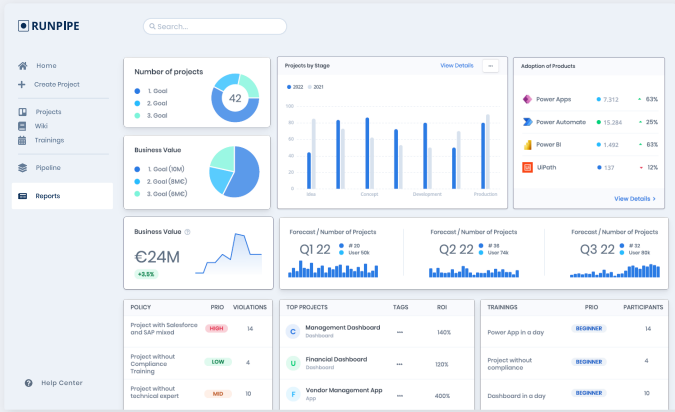 RUNPIPE
Search...
Home
Create Project
Projects
Wiki
Trainings
Pipeline
Reports
Help Center
Number of projects
1. Goal
2. Goal
3. Goal
42
Business Value
1. Goal (10M)
2. Goal (8M€)
3. Goal (6M€)
Projects by Stage
View Details
...
2022
2021
100
80
60
40
20
0
Idea
Concept
Development
Production
Adoption of Products
Power Apps 7.312 63%
Power Automate 15.284 25%
Power BI 1.492 63%
UiPath 137 12%
View Details >
Business Value
€24M
+3.5%
Forecast / Number of Projects
Q1 22
# 20
User 50k
Forecast / Number of Projects
Q2 22
# 36
User 74k
Forecast / Number of Projects
Q3 22
# 32
User 80k
POLICY PRIO VIOLATIONS
Project with Salesforce
and SAP mixed
HIGH 14
Project without
Compliance
Training
LOW 4
Project without
technical expert
MID 10
TOP PROJECTS TAGS ROI
C Management Dashboard
Dashboard
... 140%
U Financial Dashboard
Dashboard
... 120%
F Vendor Management App
App
... 400%
TRAININGS PRIO PARTICIPANTS
Power App in a day BEGINNER 14
Project without
compliance
BEGINNER 4
Dashboard in a day BEGINNER 10